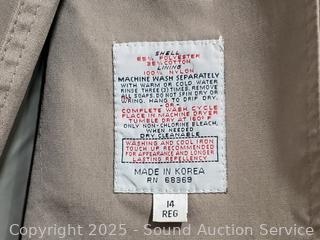 SHELL
65% POLYESTER
35% COTTON
LINING
100% NYLON
MACHINE WASH SEPARATELY
WITH WARM OR COLD WATER
RINSE THREE (3) TIMES. REMOVE
ALL SOAPS. DO NOT SPIN DRY OR
WRING. HANG TO DRIP DRY
-OR-
COMPLETE WASH CYCLE
PLACE IN MACHINE DRYER
TUMBLE DRY AT 160° F
ONLY NON-CHLORINE BLEACH,
WHEN NEEDED
DRY CLEANABLE
WASHING AND COOL IRON
TOUCH UP RECOMMENDED
FOR APPEARANCE AND LONGER
LASTING REPELLENCY
MADE IN KOREA
RN 68969
14
REG
Copyright 2025 - Sound Auction Service